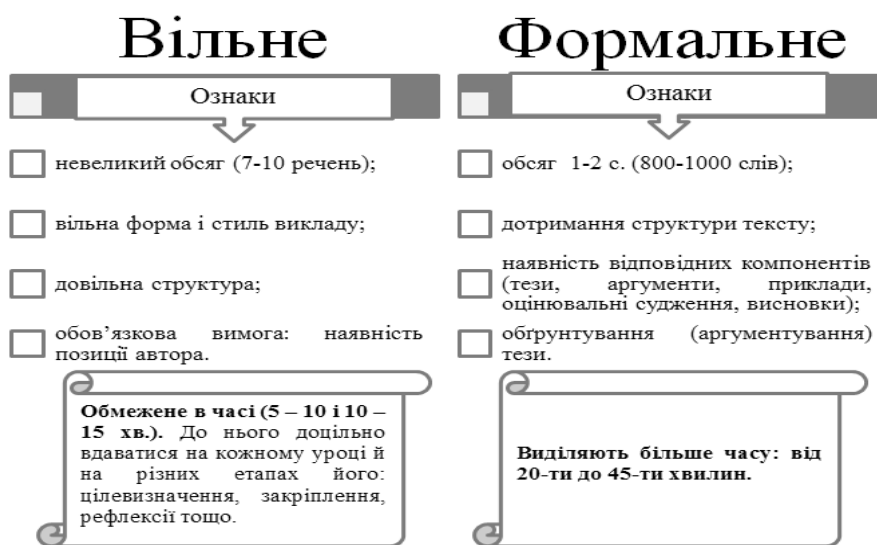 Вільне
Ознаки
невеликий обсяг (7-10 речень);
вільна форма і стиль викладу;
довільна структура;
обов’язкова вимога: наявність
позиції автора.
Обмежене в часі (5 – 10 і 10 –
15 хв.). До нього доцільно
вдаватися на кожному уроці й
на різних етапах його:
цілевизначення, закріплення,
рефлексії тощо.
Формальне
Ознаки
обсяг 1-2 с. (800-1000 слів);
дотримання структури тексту;
наявність відповідних компонентів
(тези, аргументи, приклади,
оцінювальні судження, висновки);
обґрунтування (аргументування)
тези.
Виділяють більше часу: від
20-ти до 45-ти хвилин.